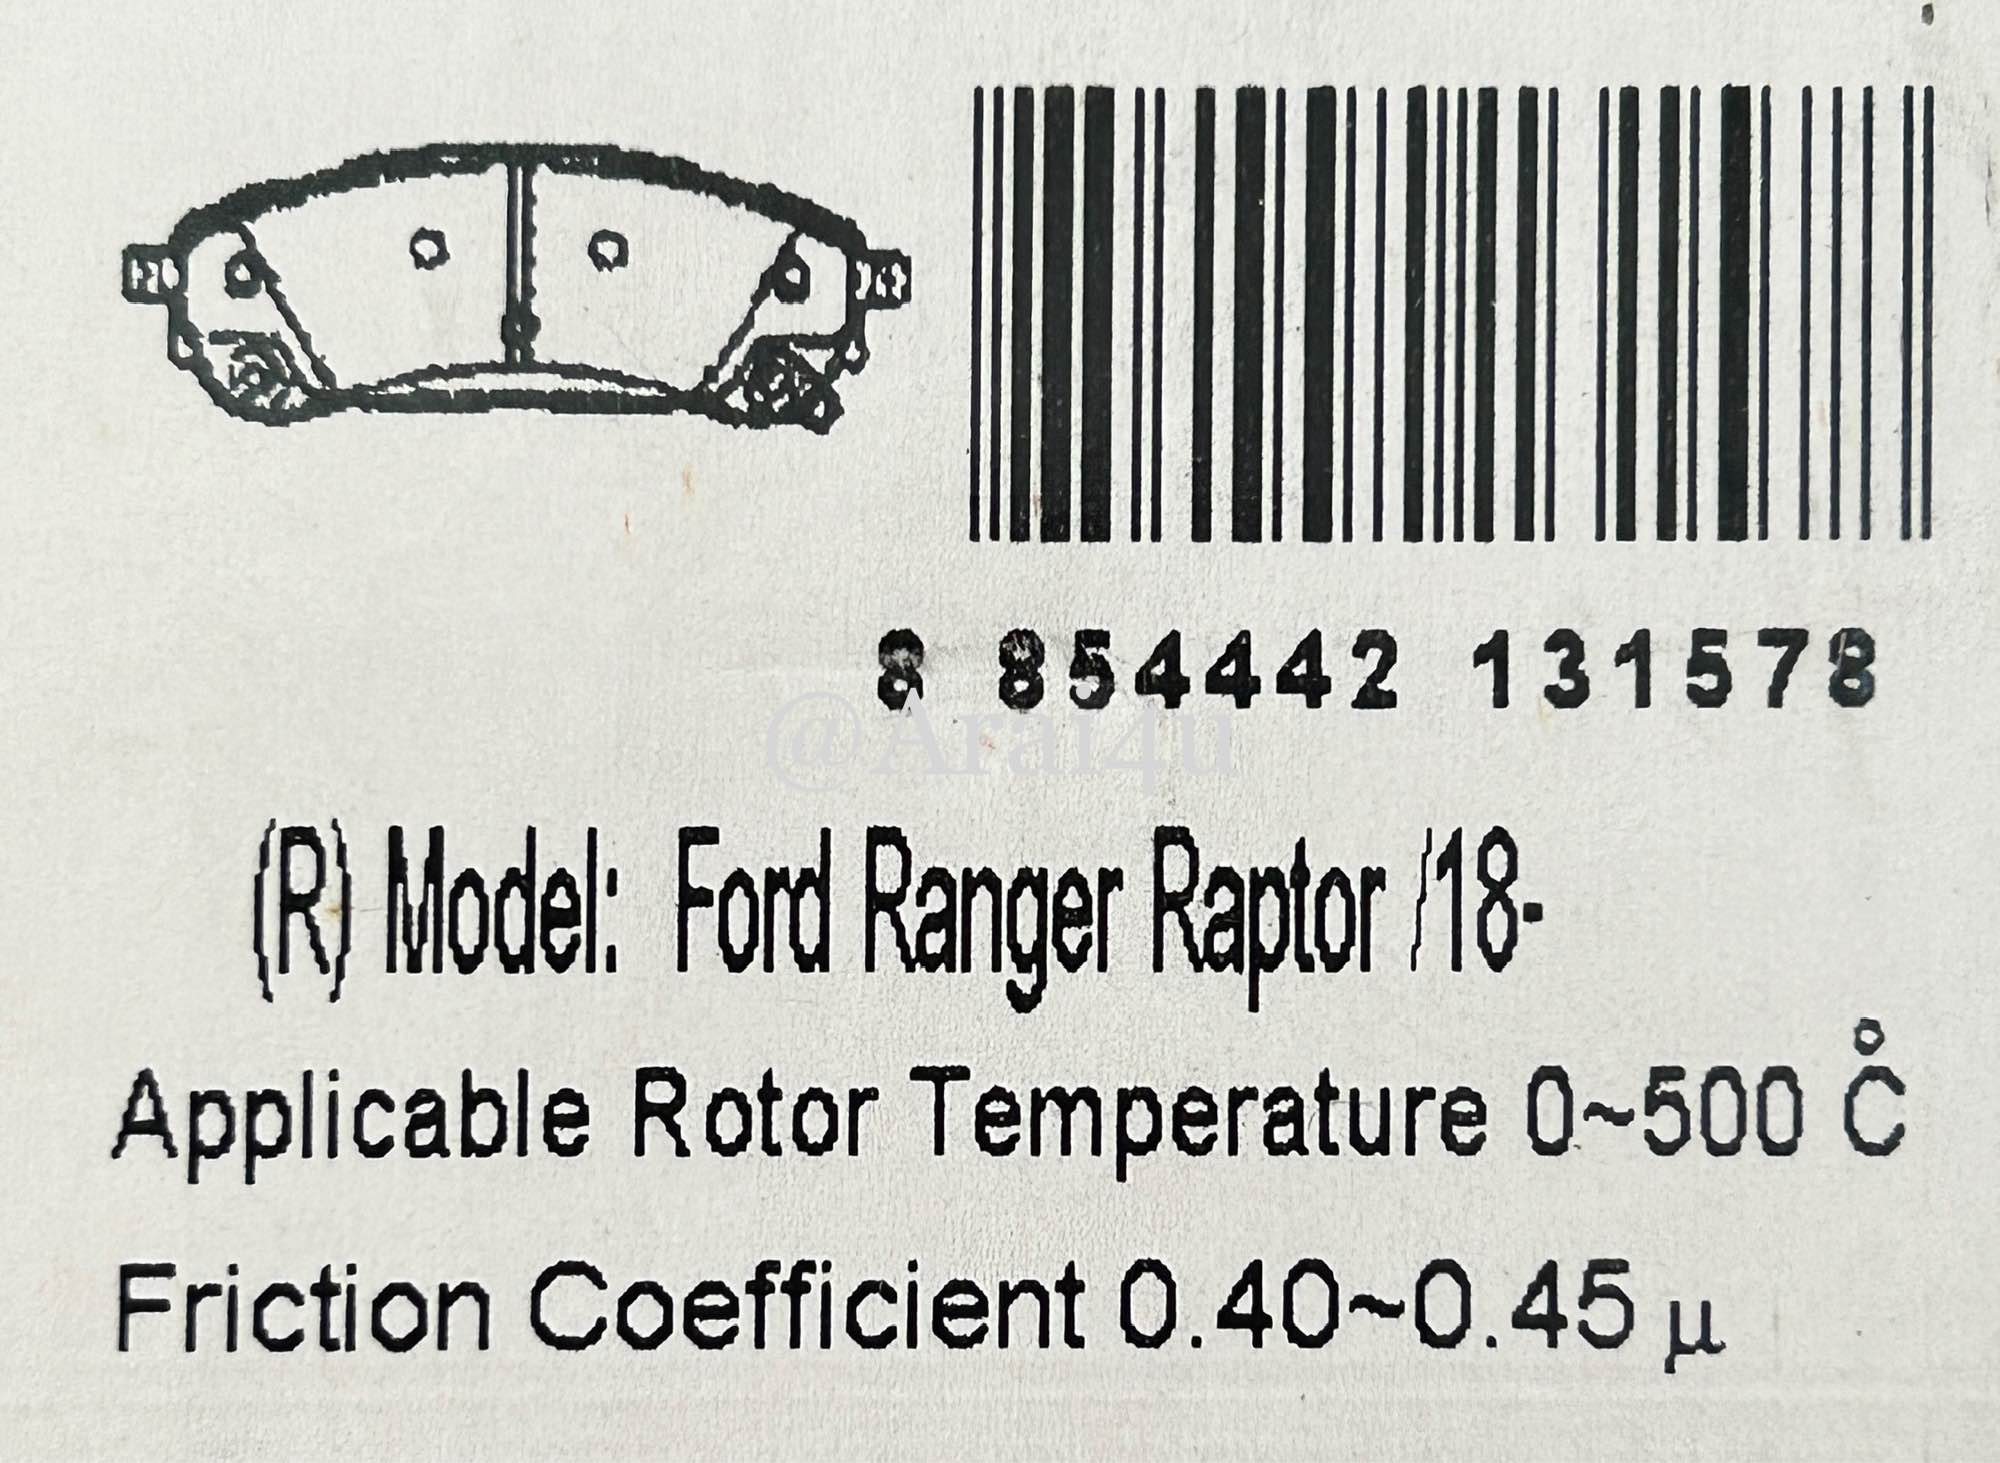 8 854442 131578
@Arai4u
(R) Model: Ford Ranger Raptor /18-
Applicable Rotor Temperature 0~500 C̊
Friction Coefficient 0.40~0.45 μ